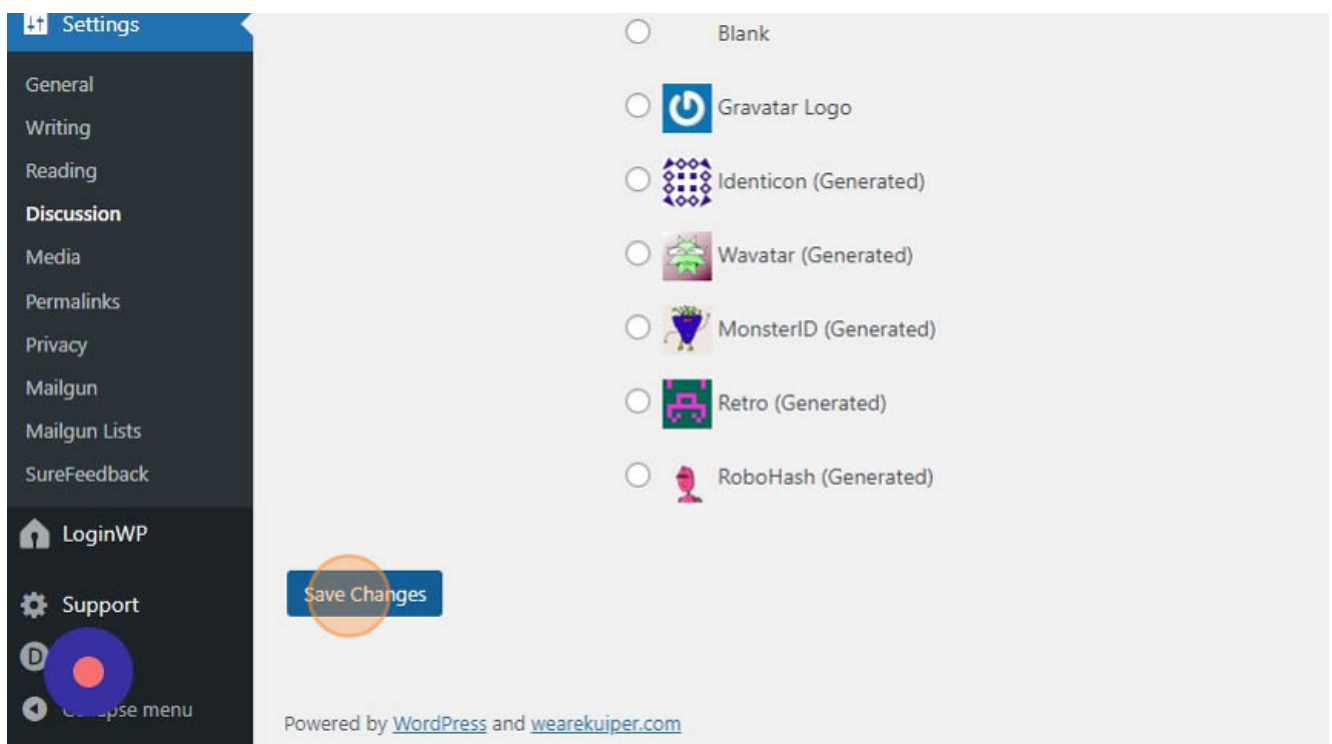 Settings
General
Writing
Reading
Discussion
Media
Permalinks
Privacy
Mailgun
Mailgun Lists
SureFeedback
LoginWP
Support
D
menu
Blank
Gravatar Logo
Identicon (Generated)
Wavatar (Generated)
MonsterID (Generated)
Retro (Generated)
RoboHash (Generated)
Save Changes
Powered by WordPress and wearekuiper.com